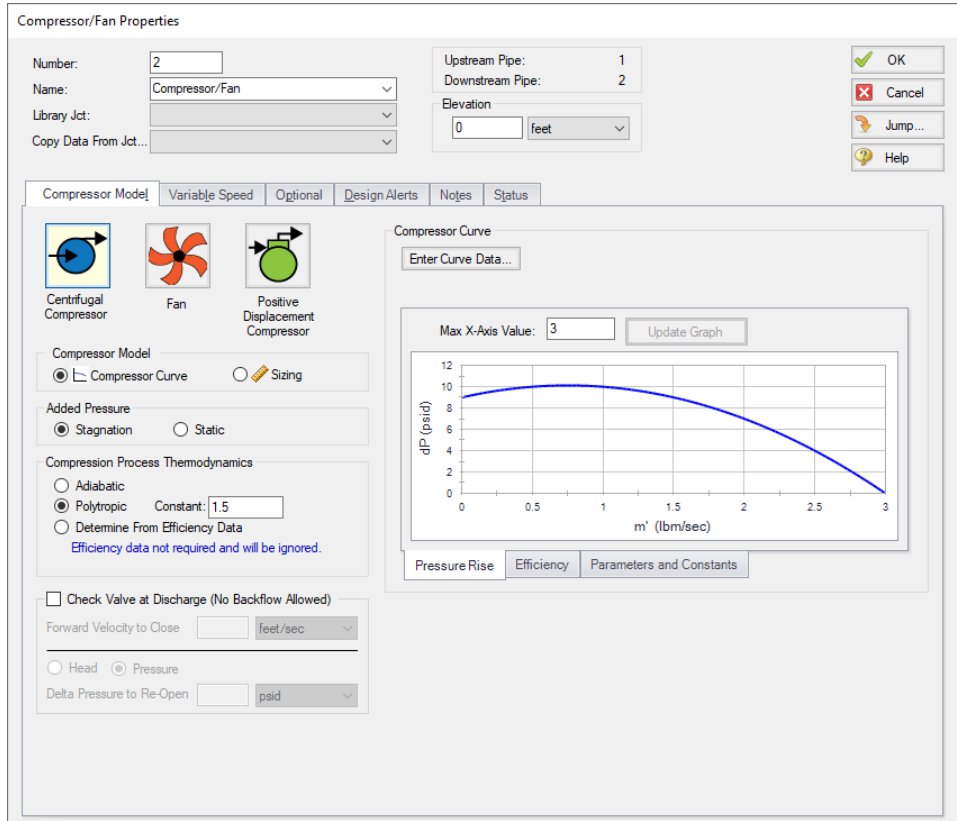 Compressor/Fan Properties
Number: 2
Name: Compressor/Fan
Library Jct:
Copy Data From Jct...
Upstream Pipe: 1
Downstream Pipe: 2
Elevation
0 feet
OK
Cancel
Jump...
Help
Compressor Model Variable Speed Optional Design Alerts Notes Status
Centrifugal
Compressor
Fan
Positive
Displacement
Compressor
Compressor Model
Compressor Curve Sizing
Added Pressure
Stagnation Static
Compression Process Thermodynamics
Adiabatic
Polytropic Constant: 1.5
Determine From Efficiency Data
Efficiency data not required and will be ignored.
Check Valve at Discharge (No Backflow Allowed)
Forward Velocity to Close feet/sec
Head Pressure
Delta Pressure to Re-Open psid
Compressor Curve
Enter Curve Data...
Max X-Axis Value: 3 Update Graph
dP (psid)
12
10
8
6
4
2
0
0 0.5 1 1.5 2 2.5 3
m' (lbm/sec)
Pressure Rise Efficiency Parameters and Constants